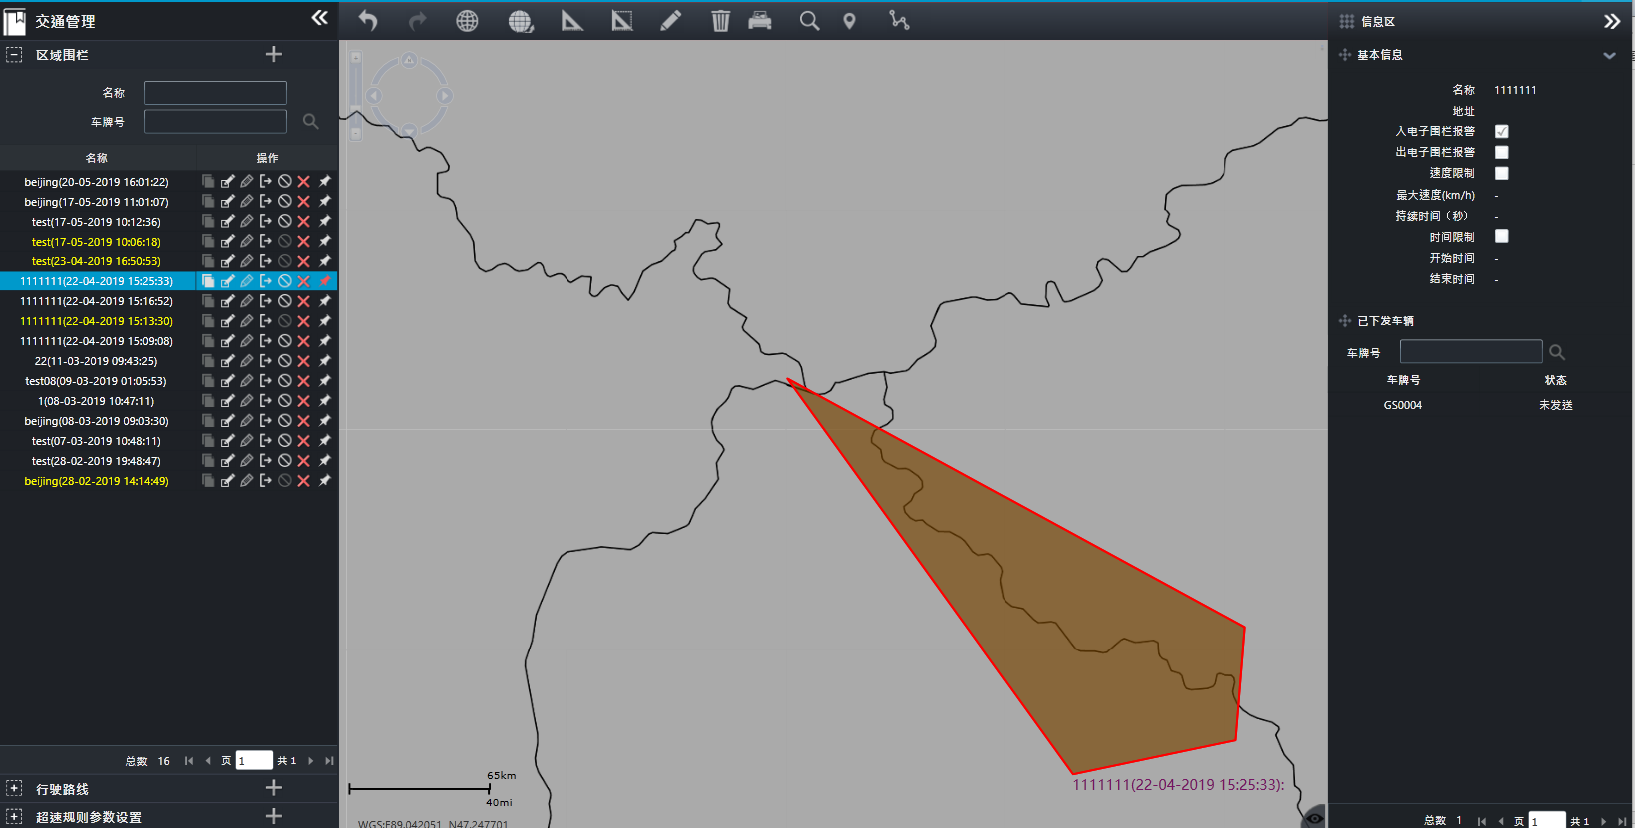 交通管理
区域围栏
名称
车牌号
名称 操作
beijing(20-05-2019 16:01:22)
beijing(17-05-2019 11:01:07)
test(17-05-2019 10:12:36)
test(17-05-2019 10:06:18)
test(23-04-2019 16:50:53)
1111111(22-04-2019 15:25:33)
1111111(22-04-2019 15:16:52)
1111111(22-04-2019 15:13:30)
1111111(22-04-2019 15:09:08)
22(11-03-2019 09:43:25)
test08(09-03-2019 01:05:53)
1(08-03-2019 10:47:11)
beijing(08-03-2019 09:03:30)
test(07-03-2019 10:48:11)
test(28-02-2019 19:48:47)
beijing(28-02-2019 14:14:49)
总数 16 页 1 共 1
行驶路线
超速规则参数设置
65km
40mi
WGS:E89.042051 N47.247701
1111111(22-04-2019 15:25:33):
信息区
基本信息
名称 1111111
地址
入电子围栏报警
出电子围栏报警
速度限制
最大速度(km/h) -
持续时间（秒） -
时间限制
开始时间 -
结束时间 -
已下发车辆
车牌号
车牌号 状态
GS0004 未发送
总数 1 页 1 共 1